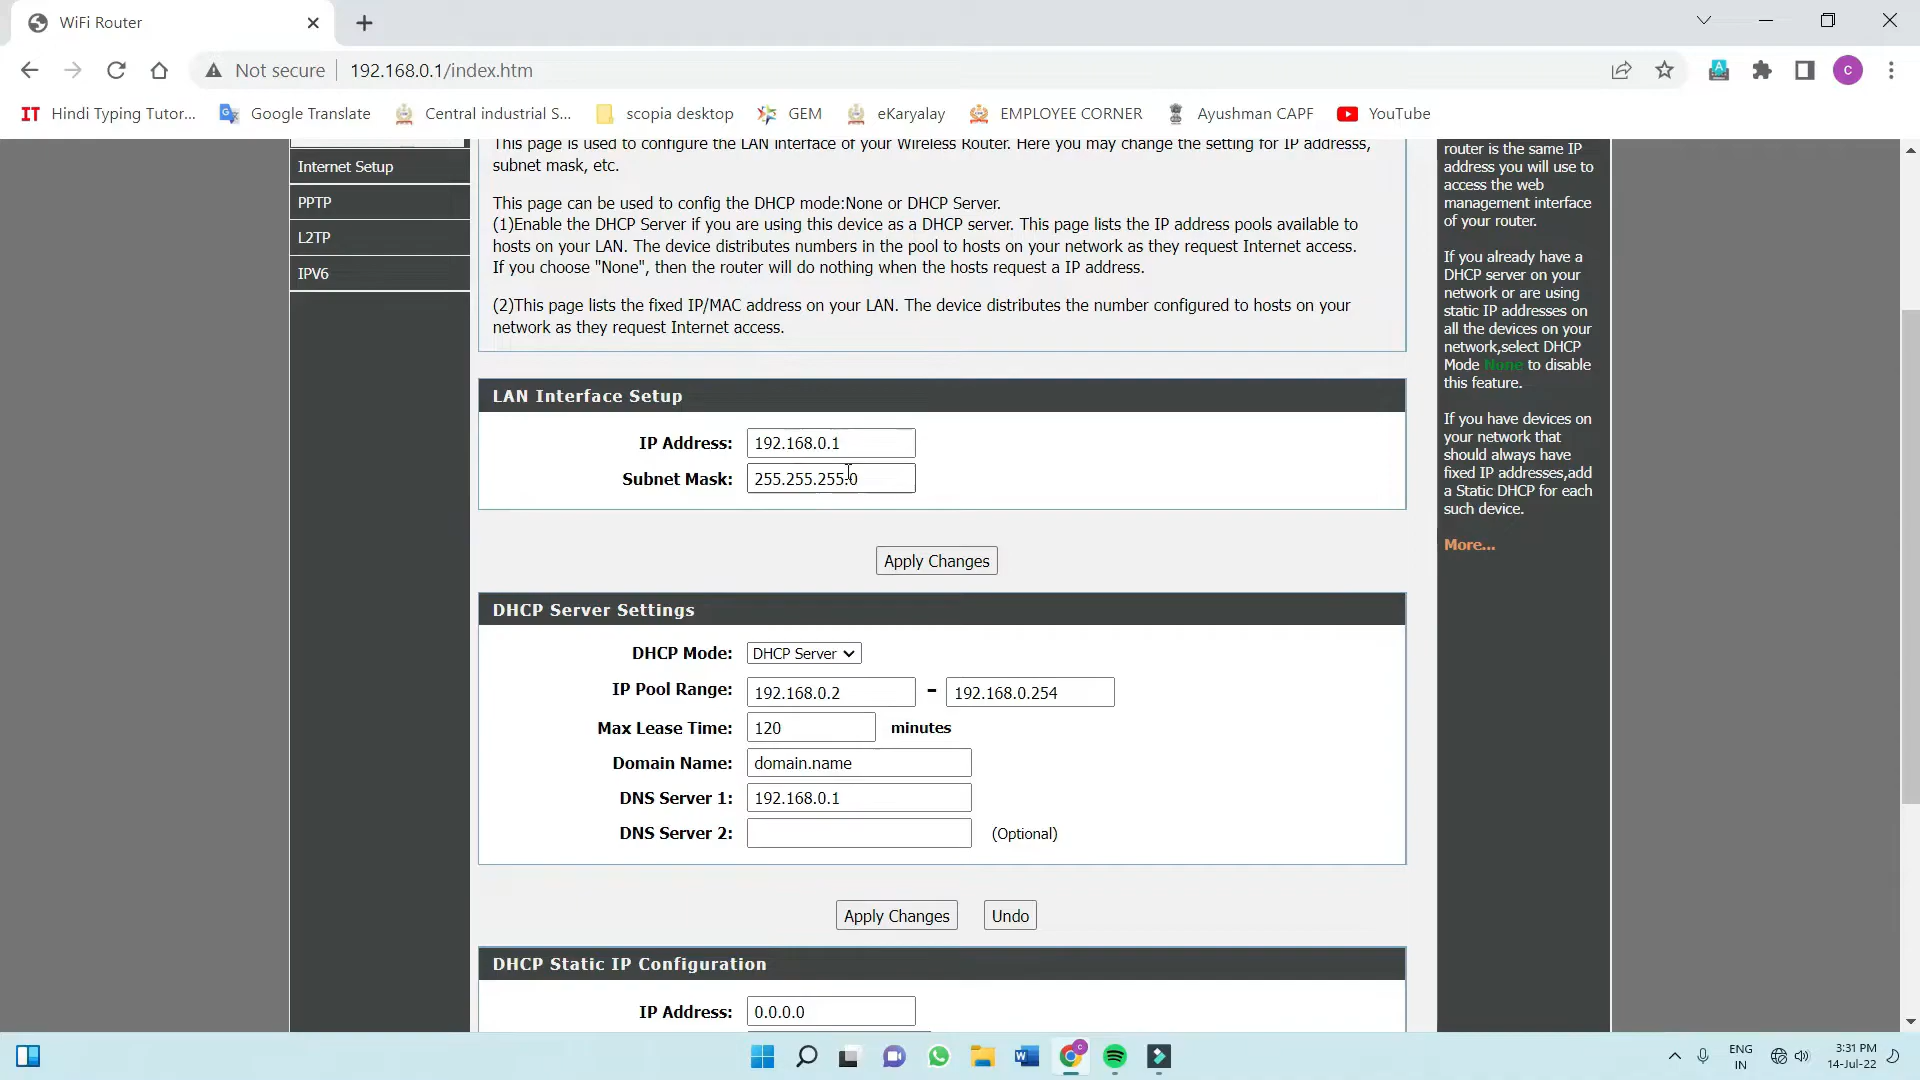 WiFi Router
Not secure 192.168.0.1/index.htm
IT Hindi Typing Tutor... Google Translate Central industrial S... scopia desktop GEM eKaryalay EMPLOYEE CORNER Ayushman CAPF YouTube
Internet Setup
PPTP
L2TP
IPV6
This page is used to configure the LAN interface of your Wireless Router. Here you may change the setting for IP addresss,
subnet mask, etc.
This page can be used to config the DHCP mode:None or DHCP Server.
(1)Enable the DHCP Server if you are using this device as a DHCP server. This page lists the IP address pools available to
hosts on your LAN. The device distributes numbers in the pool to hosts on your network as they request Internet access.
If you choose "None", then the router will do nothing when the hosts request a IP address.
(2)This page lists the fixed IP/MAC address on your LAN. The device distributes the number configured to hosts on your
network as they request Internet access.
LAN Interface Setup
IP Address: 192.168.0.1
Subnet Mask: 255.255.255.0
Apply Changes
DHCP Server Settings
DHCP Mode: DHCP Server
IP Pool Range: 192.168.0.2 - 192.168.0.254
Max Lease Time: 120 minutes
Domain Name: domain.name
DNS Server 1: 192.168.0.1
DNS Server 2: (Optional)
Apply Changes Undo
DHCP Static IP Configuration
IP Address: 0.0.0.0
router is the same IP
address you will use to
access the web
management interface
of your router.
If you already have a
DHCP server on your
network or are using
static IP addresses on
all the devices on your
network,select DHCP
Mode None to disable
this feature.
If you have devices on
your network that
should always have
fixed IP addresses,add
a Static DHCP for each
such device.
More...
ENG
IN
3:31 PM
14-Jul-22